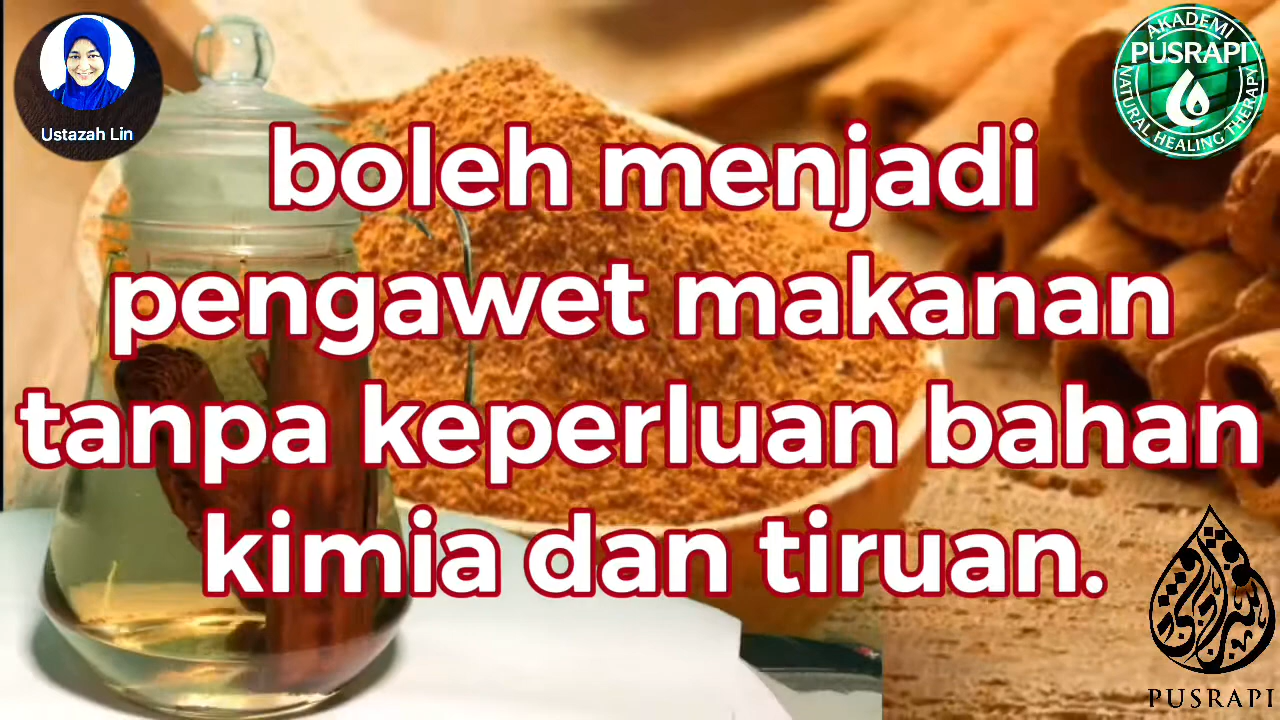 Ustazah Lin
AKADEMI
PUSRAPI
NATURAL HEALING THERAPY
boleh menjadi
pengawet makanan
tanpa keperluan bahan
kimia dan tiruan.
PUSRAPI